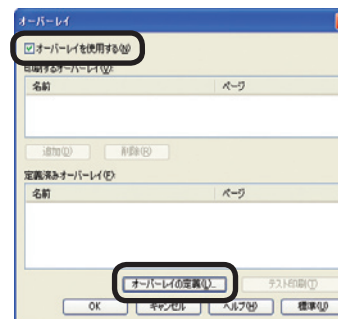 オーバーレイ
オーバーレイを使用する(W)
印刷するオーバーレイ(V):
名前 ページ
追加(D) 削除(R)
定義済みオーバーレイ(F):
名前 ページ
オーバーレイの定義(L)... テスト印刷(T)
OK キャンセル ヘルプ(H) 標準(U)